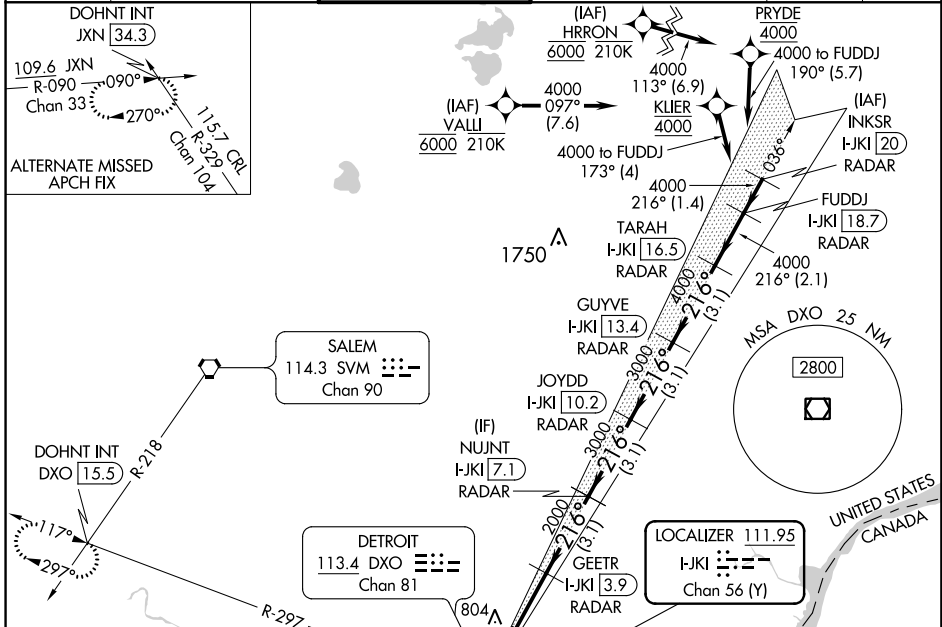 DOHNT INT
JXN 34.3
109.6 JXN
R-090
090°
Chan 33
270°
115.7 CRL
R-329
Chan 104
ALTERNATE MISSED
APCH FIX
(IAF)
HRRON
6000 210K
4000
113° (6.9)
PRYDE
4000
4000 to FUDDJ
190° (5.7)
(IAF)
VALLI
6000 210K
4000
097°
(7.6)
KLIER
4000
4000 to FUDDJ
173° (4)
(IAF)
INKSR
I-JKI 20
RADAR
036°
4000
216° (1.4)
FUDDJ
I-JKI 18.7
RADAR
TARAH
I-JKI 16.5
RADAR
4000
216° (2.1)
1750
4000
216°
(3.1)
GUYVE
I-JKI 13.4
RADAR
3000
216°
(3.1)
MSA DXO 25 NM
2800
SALEM
114.3 SVM
Chan 90
JOYDD
I-JKI 10.2
RADAR
3000
216°
(3.1)
(IF)
NUJNT
I-JKI 7.1
RADAR
2000
216°
(3.1)
DOHNT INT
DXO 15.5
R-218
117°
297°
R-297
DETROIT
113.4 DXO
Chan 81
804
GEETR
I-JKI 3.9
RADAR
LOCALIZER 111.95
I-JKI
Chan 56 (Y)
UNITED STATES
CANADA